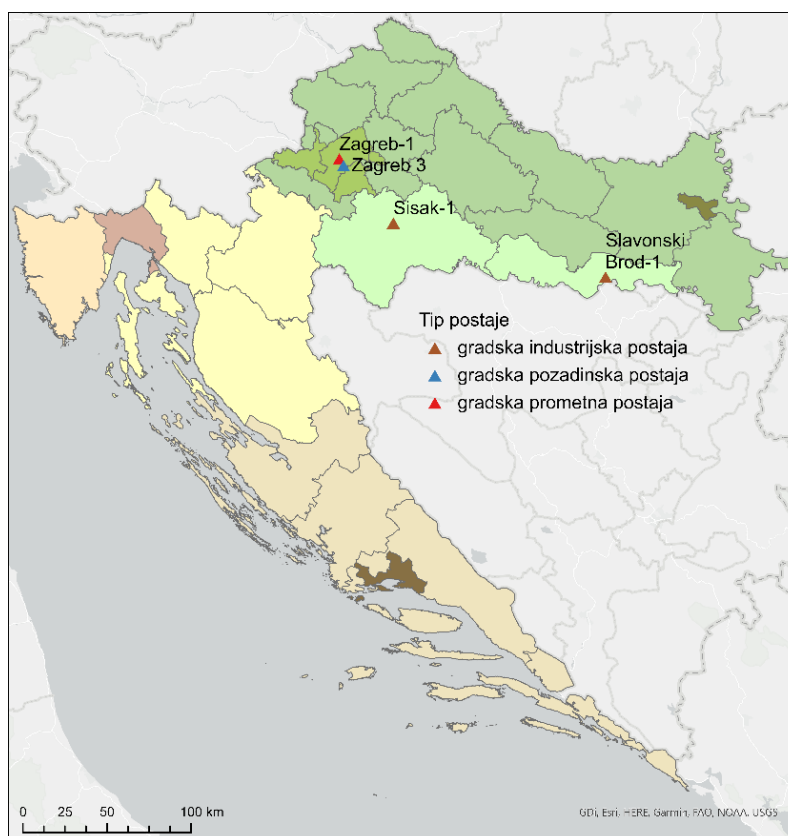 Zagreb-1
Zagreb 3
Sisak-1
Slavonski
Brod-1
Tip postaje
gradska industrijska postaja
gradska pozadinska postaja
gradska prometna postaja
0 25 50 100 km
GDi, Esri, HERE, Garmin, FAO, NOAA, USGS